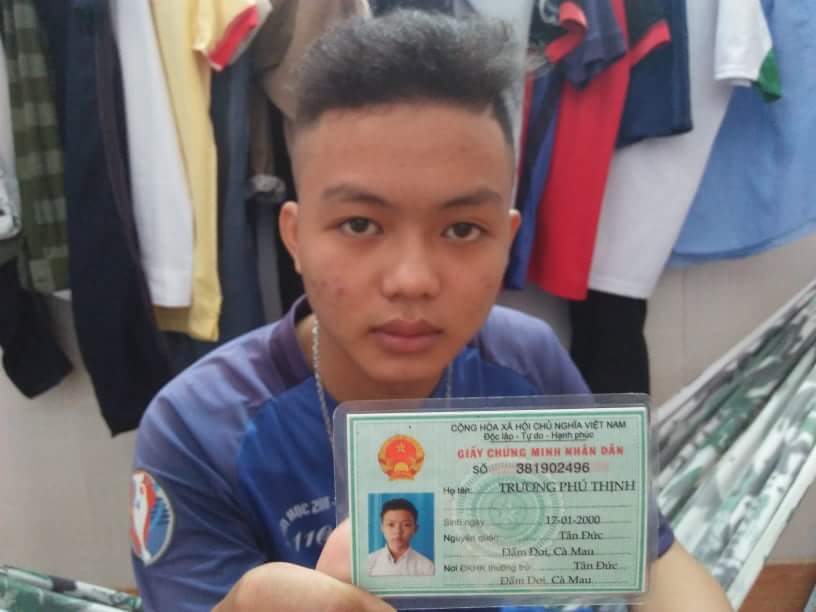 CỘNG HÒA XÃ HỘI CHỦ NGHĨA VIỆT NAM
Độc lập - Tự do - Hạnh phúc
GIẤY CHỨNG MINH NHÂN DÂN
SỐ 381902496
Họ tên: TRƯƠNG PHÚ THỊNH
Sinh ngày 17-01-2000
Nguyên quán: Tân Đức
Đầm Dơi, Cà Mau
Nơi ĐKHK thường trú: Tân Đức
Đầm Dơi, Cà Mau